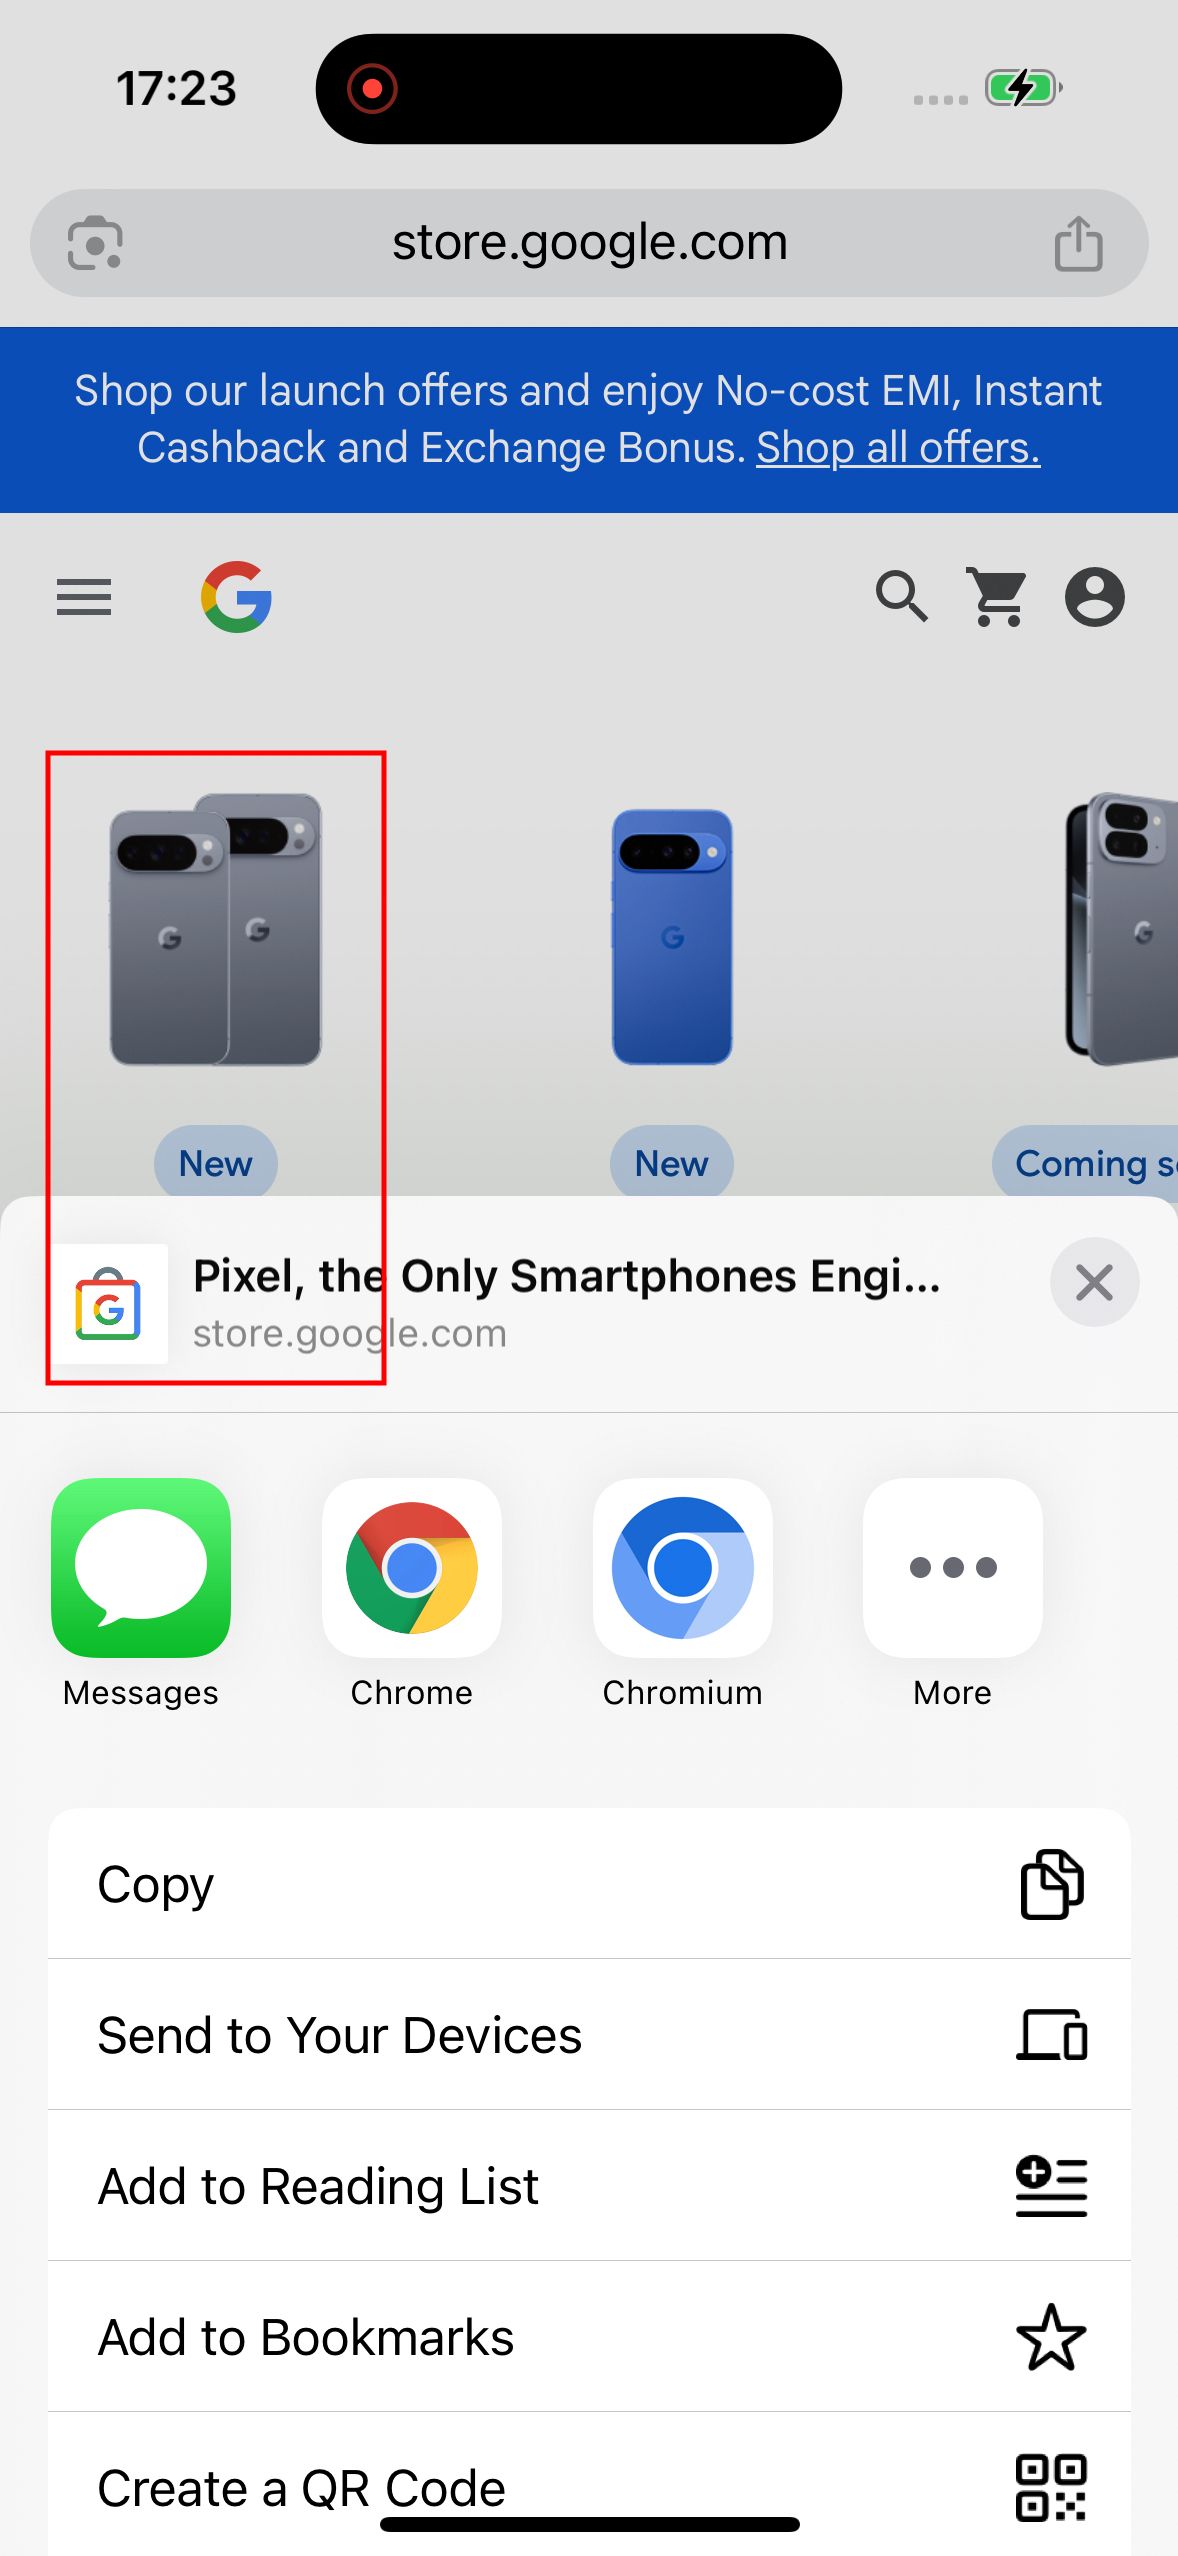 17:23
store.google.com
Shop our launch offers and enjoy No-cost EMI, Instant
Cashback and Exchange Bonus. Shop all offers.
New
New
Coming
Pixel, the Only Smartphones Engi...
store.google.com
Messages
Chrome
Chromium
More
Copy
Send to Your Devices
Add to Reading List
Add to Bookmarks
Create a QR Code